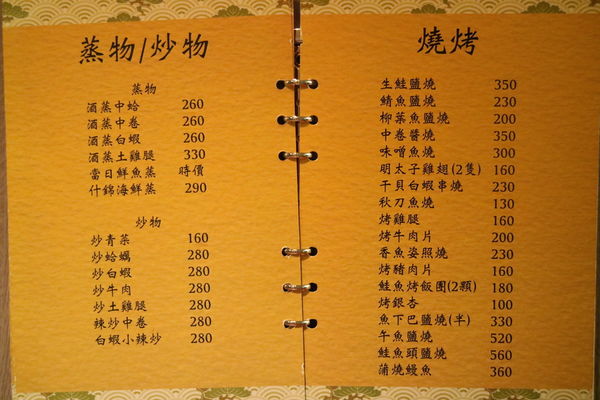 蒸物/炒物
蒸物
酒蒸中蛤 260
酒蒸中卷 260
酒蒸白蝦 260
酒蒸土雞腿 330
當日鮮魚蒸 時價
什錦海鮮蒸 290
炒物
炒青菜 160
炒蛤蠣 280
炒白蝦 280
炒牛肉 280
炒土雞腿 280
辣炒中卷 280
白蝦小辣炒 280
燒烤
生鮭鹽燒 350
鯖魚鹽燒 230
柳葉魚鹽燒 200
中卷醬燒 350
味噌魚燒 300
明太子雞翅(2隻) 160
干貝白蝦串燒 230
秋刀魚燒 130
烤雞腿 160
烤牛肉片 200
香魚姿照燒 230
烤豬肉片 160
鮭魚烤飯團(2顆) 180
烤銀杏 100
魚下巴鹽燒(半) 330
午魚鹽燒 520
鮭魚頭鹽燒 560
蒲燒鰻魚 360